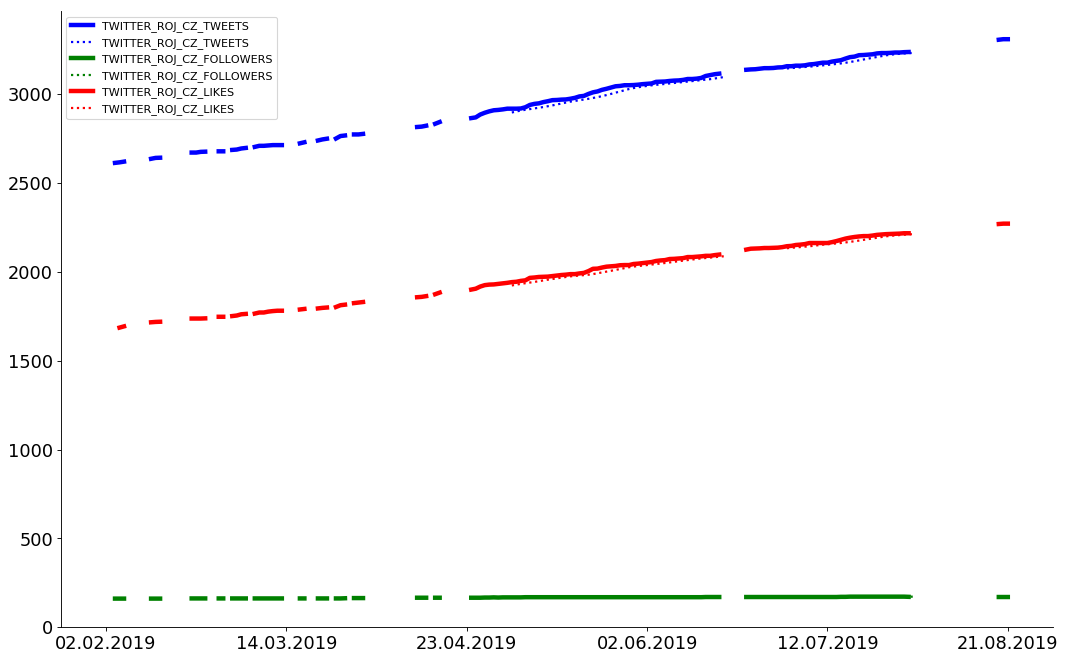 TWITTER_ROJ_CZ_TWEETS
TWITTER_ROJ_CZ_TWEETS
TWITTER_ROJ_CZ_FOLLOWERS
TWITTER_ROJ_CZ_FOLLOWERS
TWITTER_ROJ_CZ_LIKES
TWITTER_ROJ_CZ_LIKES
3000
2500
2000
1500
1000
500
0
02.02.2019 14.03.2019 23.04.2019 02.06.2019 12.07.2019 21.08.2019